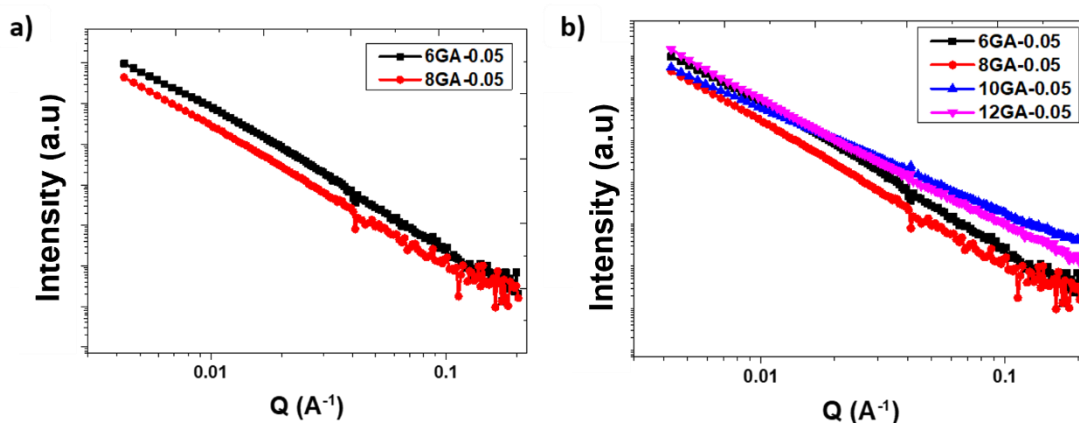 a)
6GA-0.05
8GA-0.05
Intensity (a.u)
0.01
0.1
Q (A⁻¹)
b)
6GA-0.05
8GA-0.05
10GA-0.05
12GA-0.05
Intensity (a.u)
0.01
0.1
Q (A⁻¹)